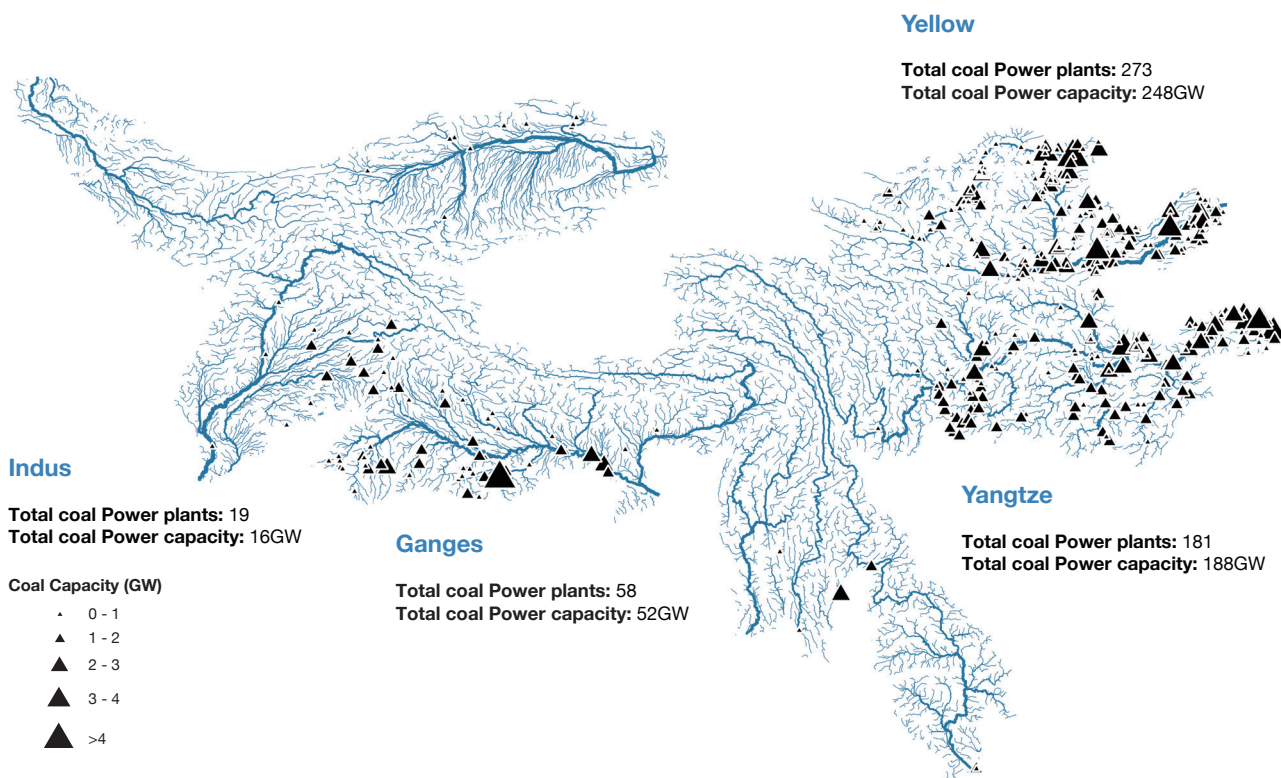 Yellow
Total coal Power plants: 273
Total coal Power capacity: 248GW
Indus
Total coal Power plants: 19
Total coal Power capacity: 16GW
Ganges
Total coal Power plants: 58
Total coal Power capacity: 52GW
Yangtze
Total coal Power plants: 181
Total coal Power capacity: 188GW
Coal Capacity (GW)
0 - 1
1 - 2
2 - 3
3 - 4
>4